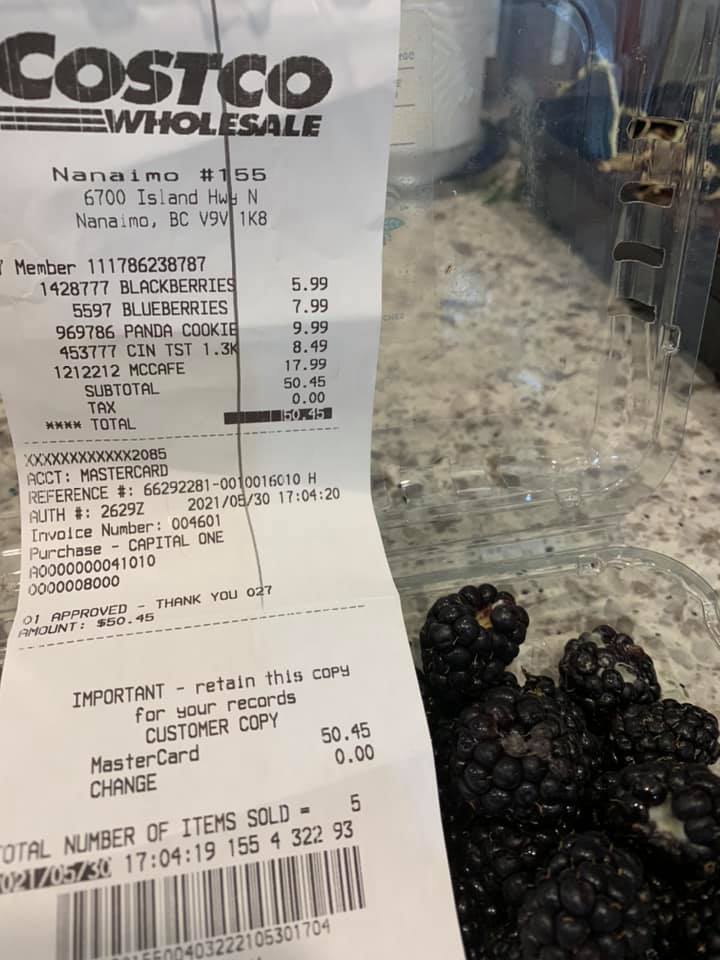 COSTCO
WHOLESALE
Nanaimo #155
6700 Island Hwy N
Nanaimo, BC V9V 1K8
7 Member 111786238787
1428777 BLACKBERRIES 5.99
5597 BLUEBERRIES 7.99
969786 PANDA COOKIE 9.99
453777 CIN TST 1.3K 8.49
1212212 MCCAFE 17.99
SUBTOTAL 50.45
TAX 0.00
**** TOTAL 50.45
XXXXXXXXXXXX2085
ACCT: MASTERCARD
REFERENCE #: 66292281-0010016010 H
AUTH #: 2629Z 2021/05/30 17:04:20
Invoice Number: 004601
Purchase - CAPITAL ONE
A0000000041010
0000008000
01 APPROVED - THANK YOU 027
AMOUNT: $50.45
IMPORTANT - retain this copy
for your records
CUSTOMER COPY
MasterCard 50.45
CHANGE 0.00
OTAL NUMBER OF ITEMS SOLD = 5
021/05/30 17:04:19 155 4 322 93